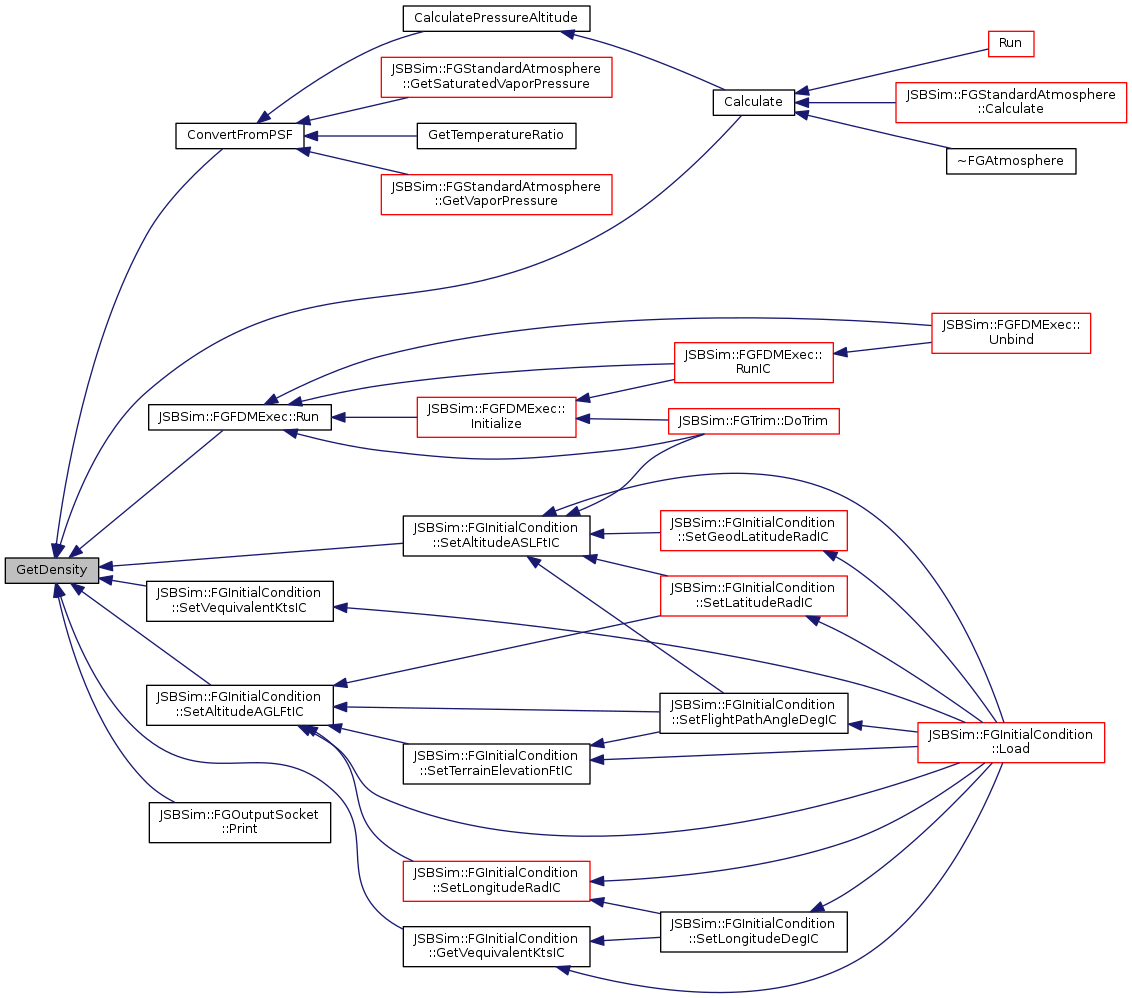 CalculatePressureAltitude
Run
JSBSim::FGStandardAtmosphere
::GetSaturatedVaporPressure
Calculate
JSBSim::FGStandardAtmosphere
::Calculate
ConvertFromPSF
GetTemperatureRatio
~FGAtmosphere
JSBSim::FGStandardAtmosphere
::GetVaporPressure
JSBSim::FGFDMExec::
Unbind
JSBSim::FGFDMExec::
RunIC
JSBSim::FGFDMExec::Run
JSBSim::FGFDMExec::
Initialize
JSBSim::FGTrim::DoTrim
JSBSim::FGInitialCondition
::SetAltitudeASLFtIC
JSBSim::FGInitialCondition
::SetGeodLatitudeRadIC
GetDensity
JSBSim::FGInitialCondition
::SetVequivalentKtsIC
JSBSim::FGInitialCondition
::SetLatitudeRadIC
JSBSim::FGInitialCondition
::SetAltitudeAGLFtIC
JSBSim::FGInitialCondition
::SetFlightPathAngleDegIC
JSBSim::FGInitialCondition
::Load
JSBSim::FGInitialCondition
::SetTerrainElevationFtIC
JSBSim::FGOutputSocket
::Print
JSBSim::FGInitialCondition
::SetLongitudeRadIC
JSBSim::FGInitialCondition
::SetLongitudeDegIC
JSBSim::FGInitialCondition
::GetVequivalentKtsIC